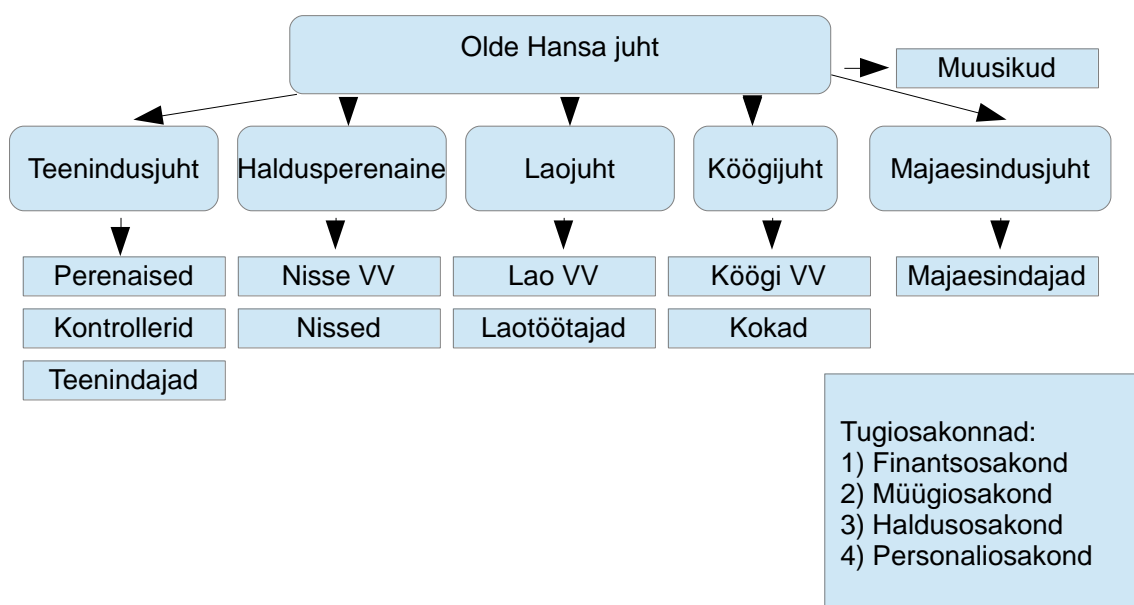 Olde Hansa juht
Muusikud
Teenindusjuht
Haldusperenaine
Laojuht
Köögijuht
Majaesindusjuht
Perenaised
Nisse VV
Lao VV
Köögi VV
Majaesindajad
Kontrollerid
Nissed
Laotöötajad
Kokad
Teenindajad
Tugiosakonnad:
1) Finantsosakond
2) Müügiosakond
3) Haldusosakond
4) Personaliosakond